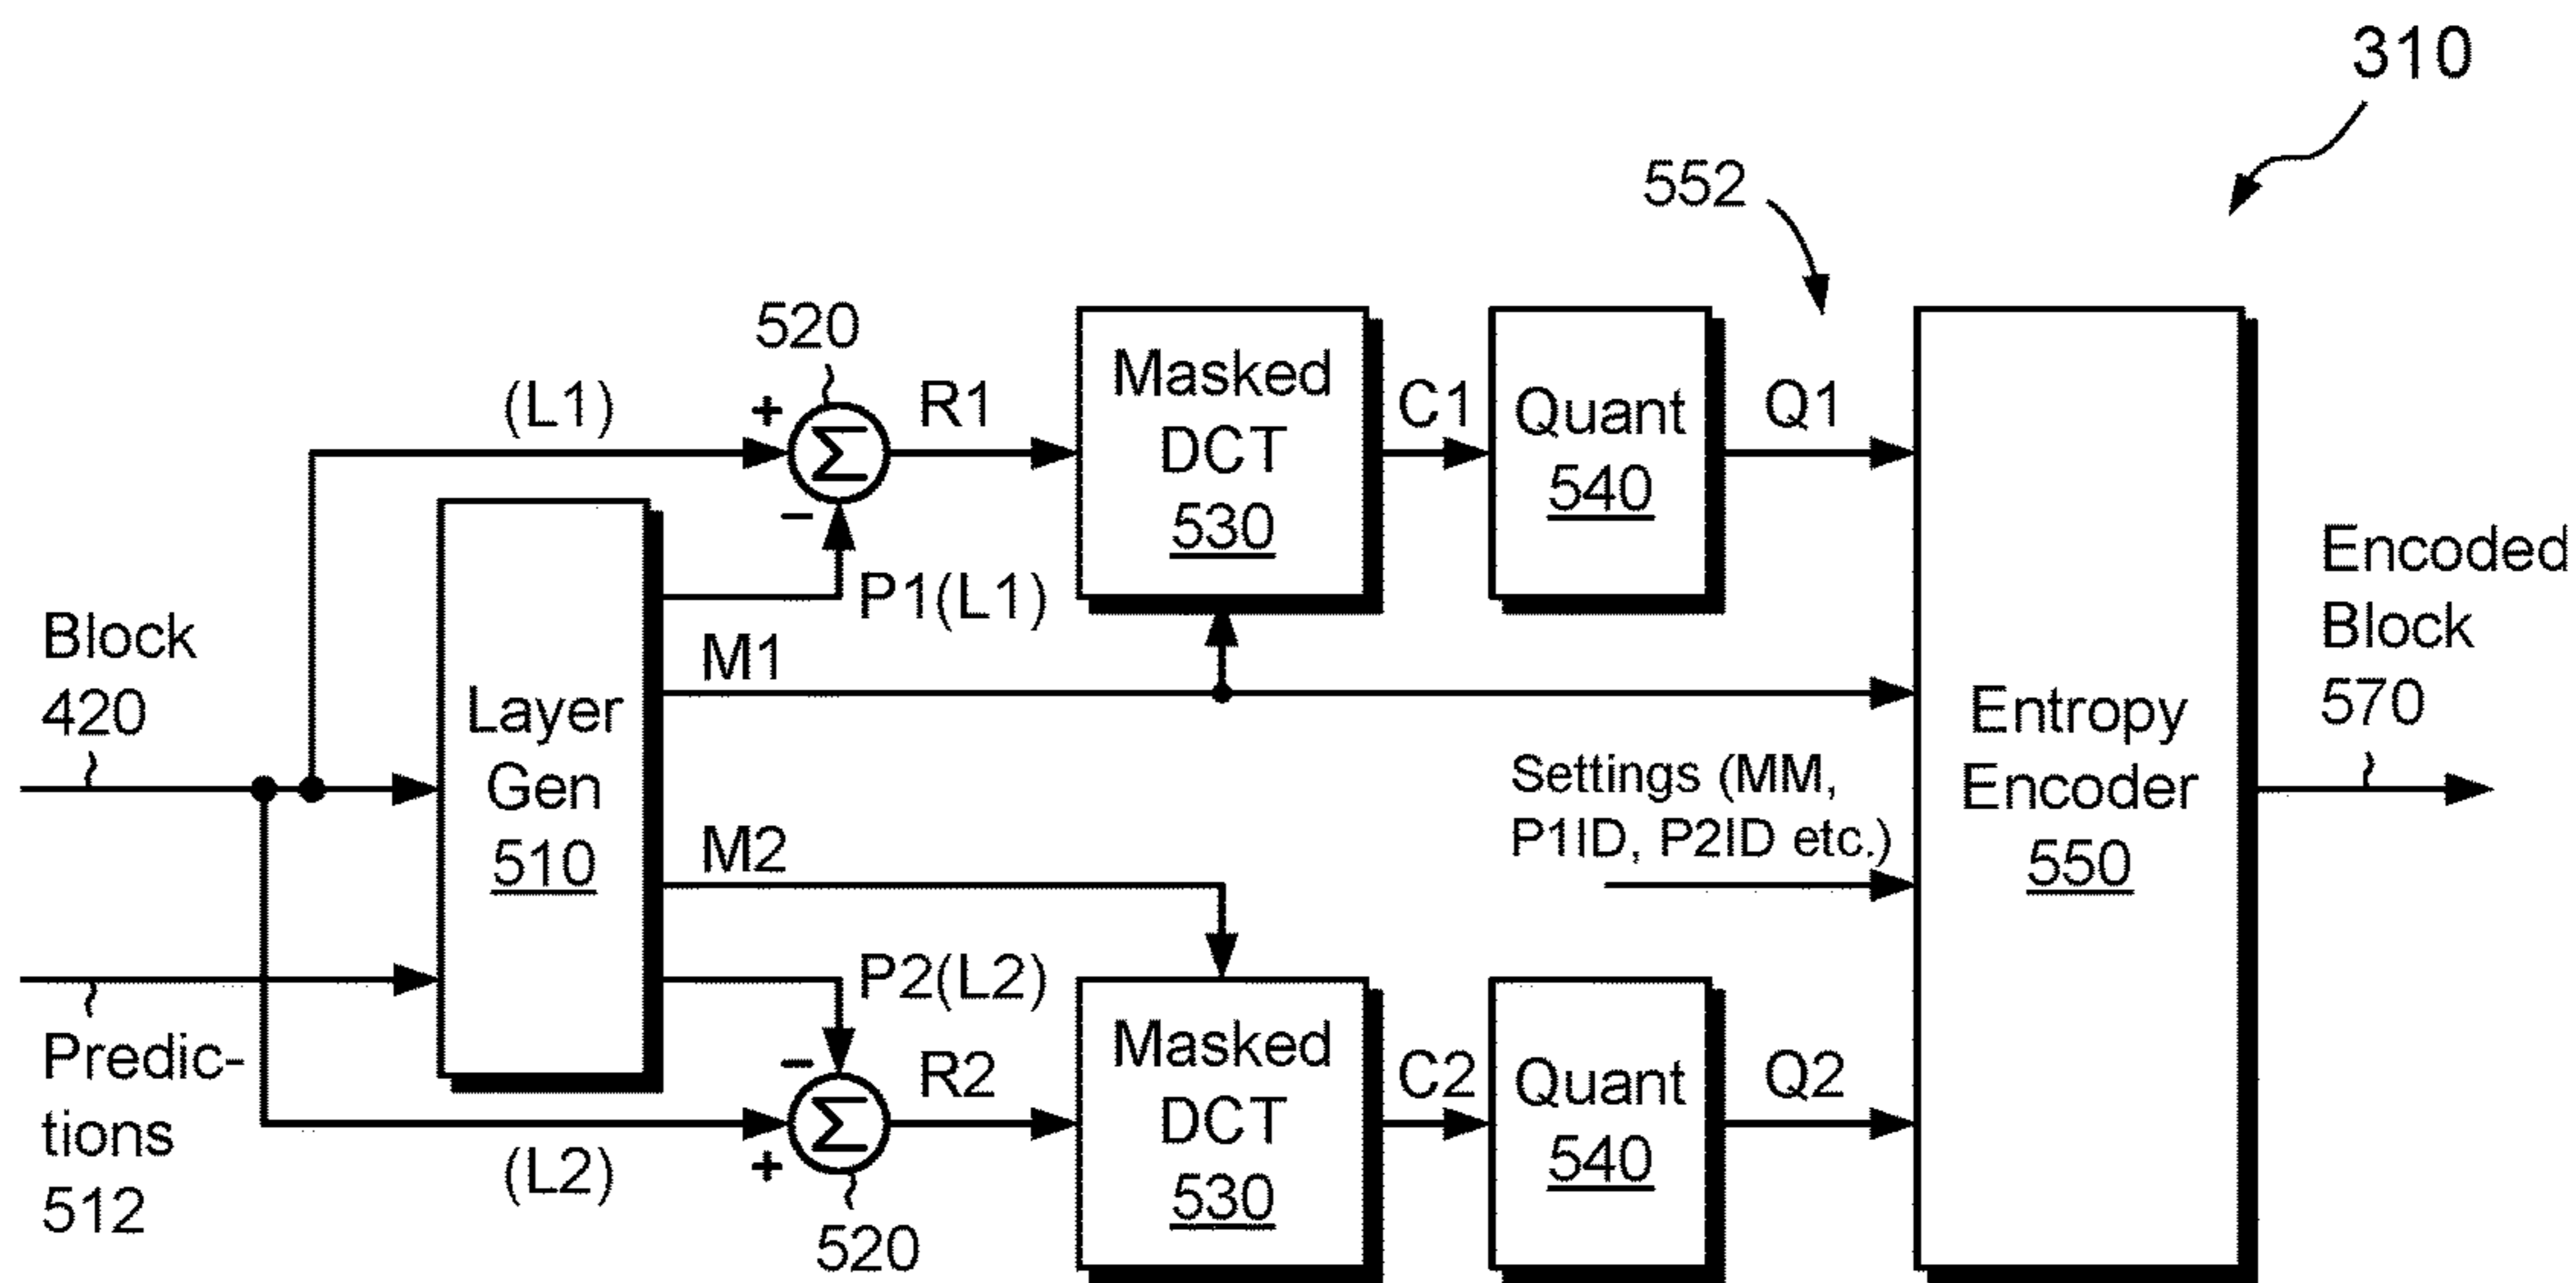 310
552
520
(L1)
+
Σ
−
R1
Masked
DCT
530
C1
Quant
540
Q1
P1(L1)
Block
420
Layer
Gen
510
M1
M2
Settings (MM,
P1ID, P2ID etc.)
Entropy
Encoder
550
Encoded
Block
570
Predic-
tions
512
P2(L2)
−
Σ
+
(L2)
520
R2
Masked
DCT
530
C2
Quant
540
Q2